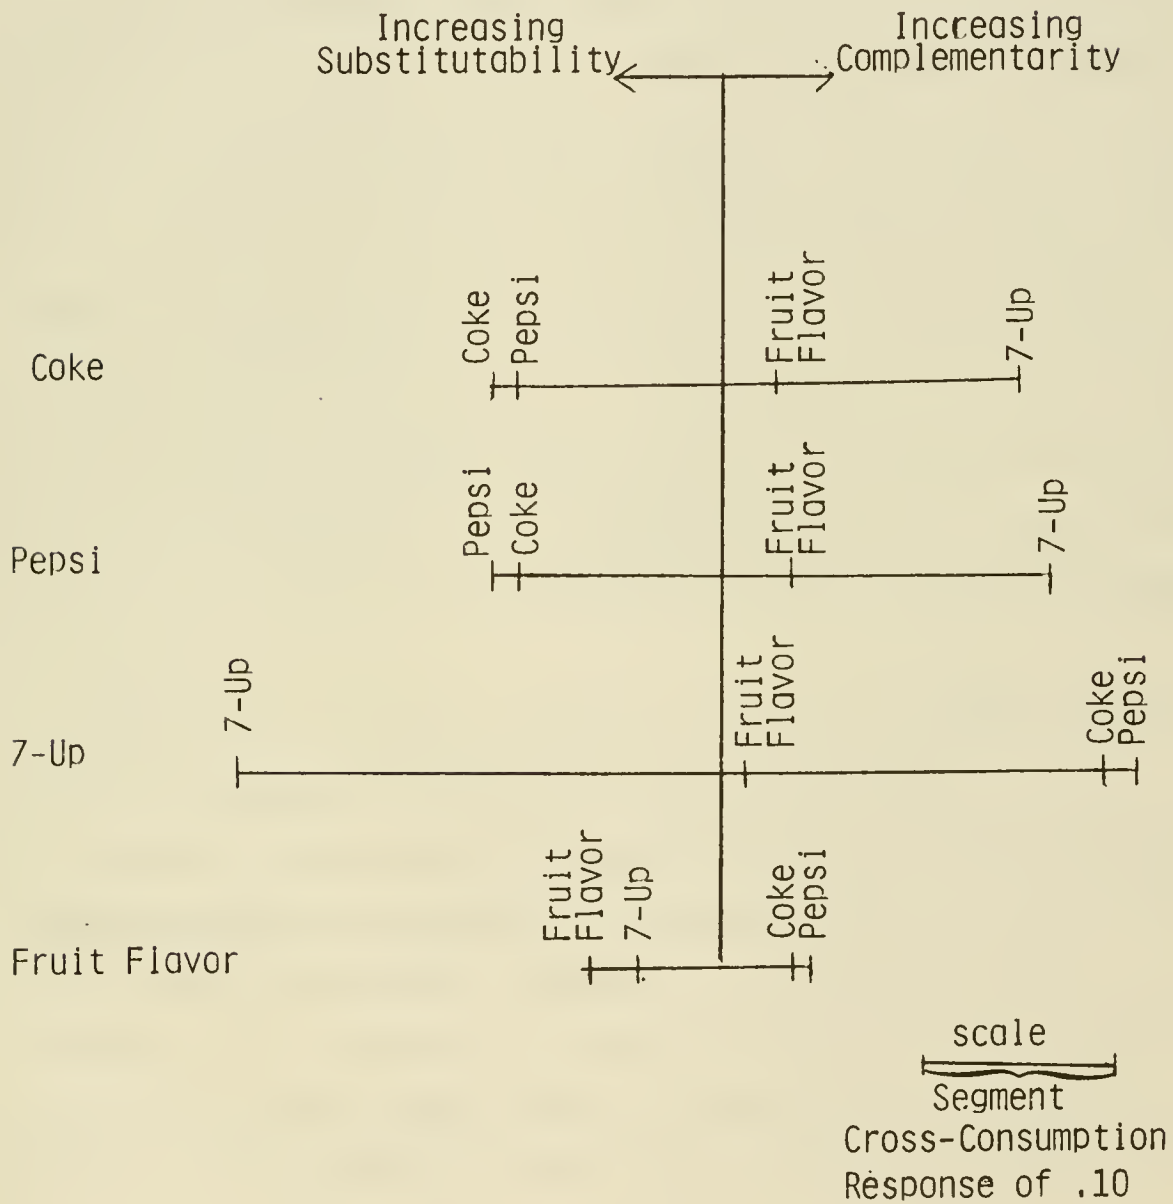 Increasing
Substitutability
Increasing
Complementarity
Coke
Coke
Pepsi
Fruit
Flavor
7-Up
Pepsi
Pepsi
Coke
Fruit
Flavor
7-Up
7-Up
7-Up
Fruit
Flavor
Coke
Pepsi
Fruit Flavor
Fruit
Flavor
7-Up
Coke
Pepsi
scale
Segment
Cross-Consumption
Response of .10